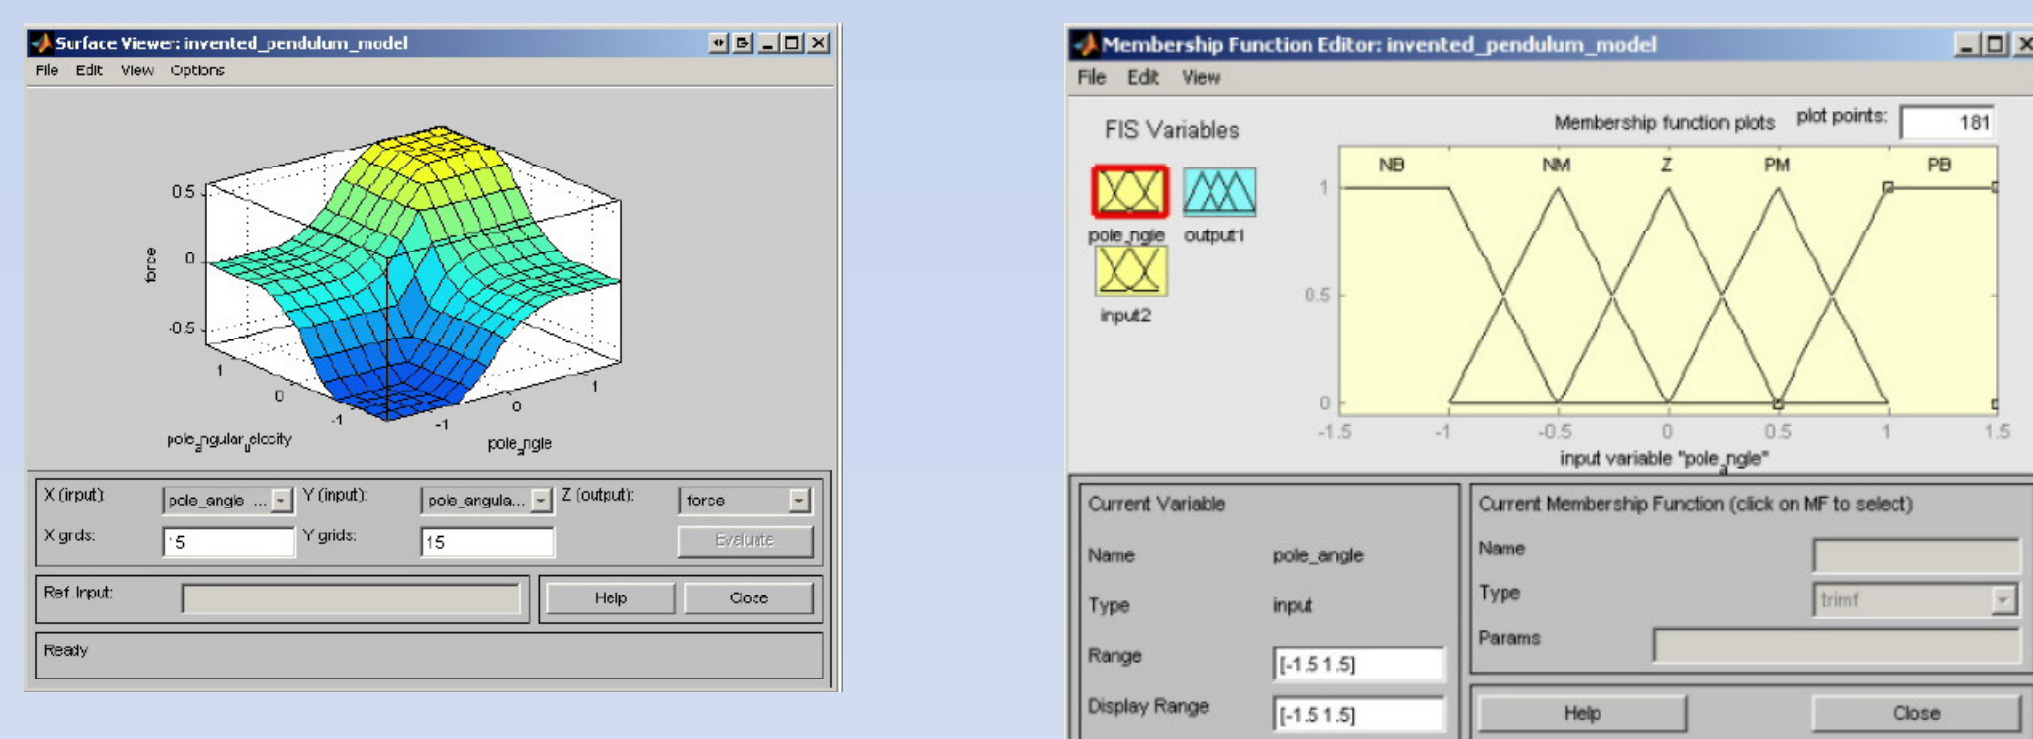 Surface Viewer: invented_pendulum_model
File Edit View Options
0.5
0
-0.5
force
1
0
-1
pole_angular_velocity
-1
0
1
pole_angle
X (input):
pole_angle ...
Y (input):
pole_angula...
Z (output):
force
X grids:
15
Y grids:
15
Evaluate
Ref. Input:
Help
Close
Ready
Membership Function Editor: invented_pendulum_model
File Edit View
FIS Variables
Membership function plots
plot points:
181
pole_angle
output1
input2
NB NM Z PM PB
1
0.5
0
-1.5 -1 -0.5 0 0.5 1 1.5
input variable "pole_angle"
Current Variable
Name
pole_angle
Type
input
Range
[-1.5 1.5]
Display Range
[-1.5 1.5]
Current Membership Function (click on MF to select)
Name
Type
trimf
Params
Help
Close